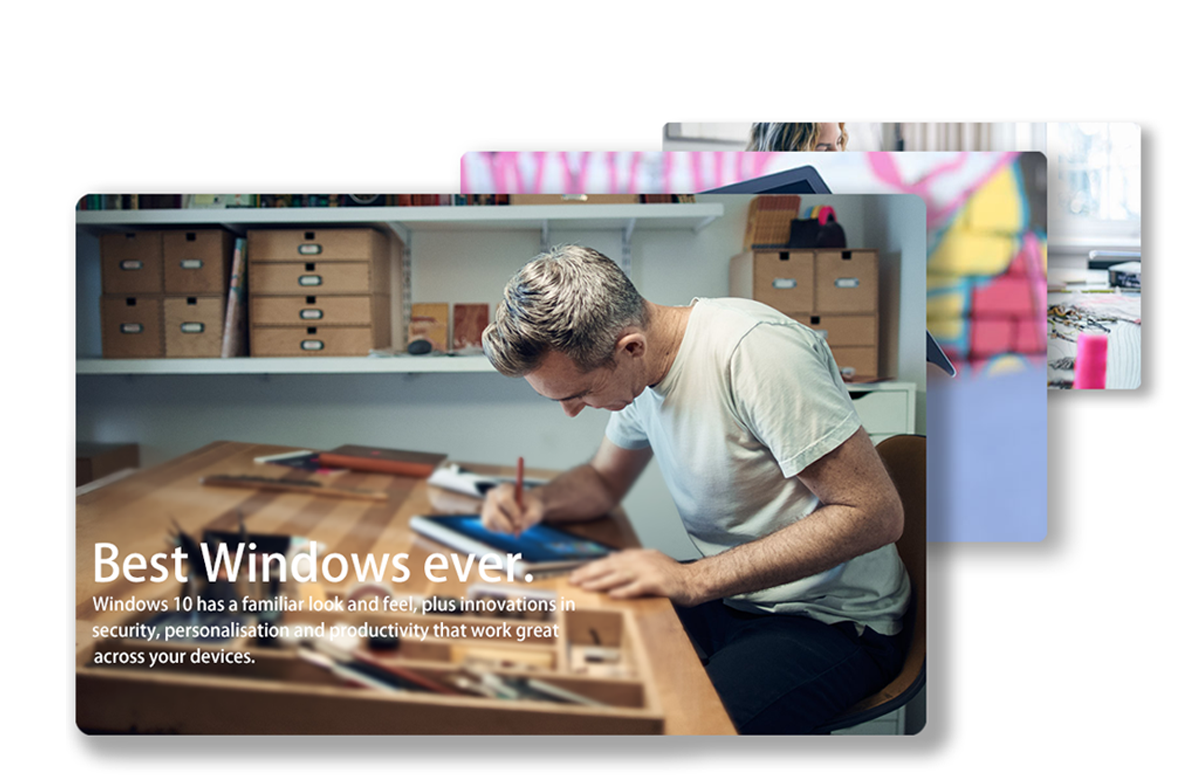 Best Windows ever.
Windows 10 has a familiar look and feel, plus innovations in
security, personalisation and productivity that work great
across your devices.